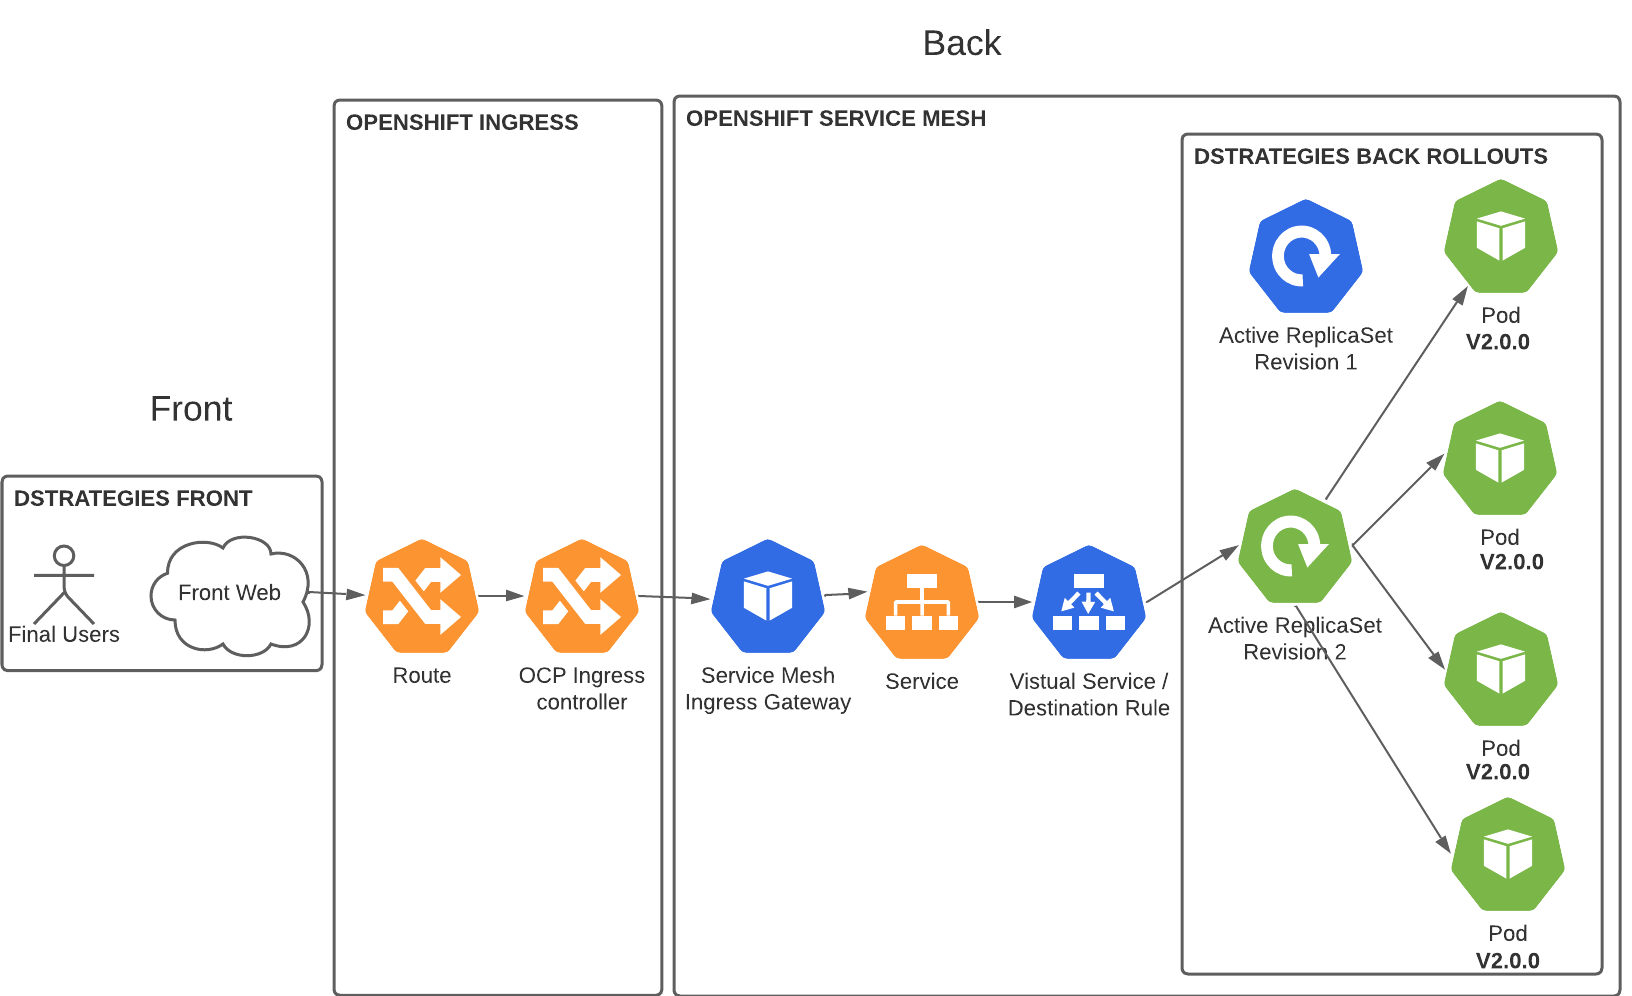 Back
Front
DSTRATEGIES FRONT
Final Users
Front Web
OPENSHIFT INGRESS
Route
OCP Ingress
controller
OPENSHIFT SERVICE MESH
Service Mesh
Ingress Gateway
Service
Vistual Service /
Destination Rule
DSTRATEGIES BACK ROLLOUTS
Active ReplicaSet
Revision 1
Active ReplicaSet
Revision 2
Pod
V2.0.0
Pod
V2.0.0
Pod
V2.0.0
Pod
V2.0.0